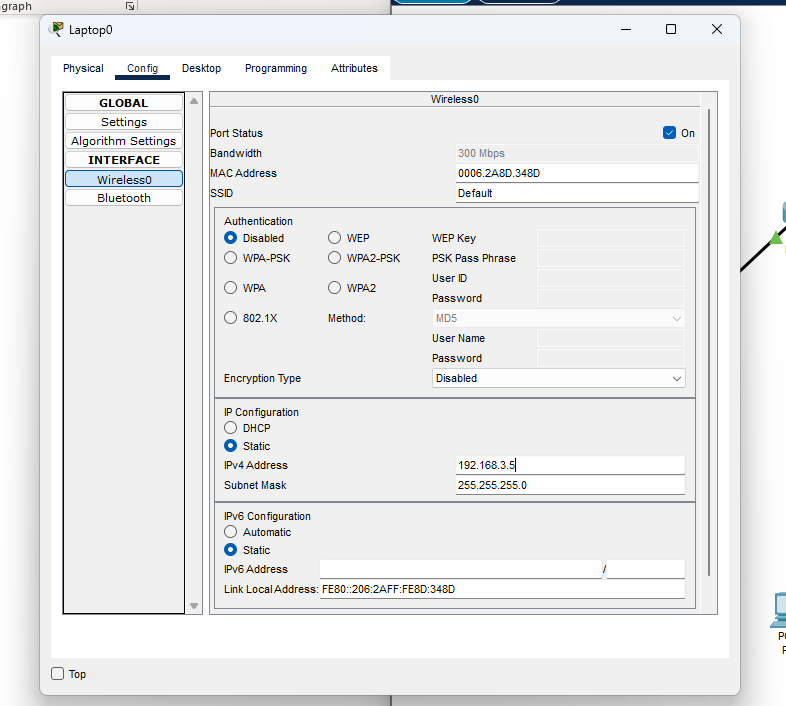 graph
Laptop0
Physical Config Desktop Programming Attributes
GLOBAL
Settings
Algorithm Settings
INTERFACE
Wireless0
Bluetooth
Wireless0
Port Status On
Bandwidth 300 Mbps
MAC Address 0006.2A8D.348D
SSID Default
Authentication
Disabled WEP WEP Key
WPA-PSK WPA2-PSK PSK Pass Phrase
User ID
WPA WPA2
Password
802.1X Method: MD5
User Name
Password
Encryption Type Disabled
IP Configuration
DHCP
Static
IPv4 Address 192.168.3.5
Subnet Mask 255.255.255.0
IPv6 Configuration
Automatic
Static
IPv6 Address /
Link Local Address: FE80::206:2AFF:FE8D:348D
Top